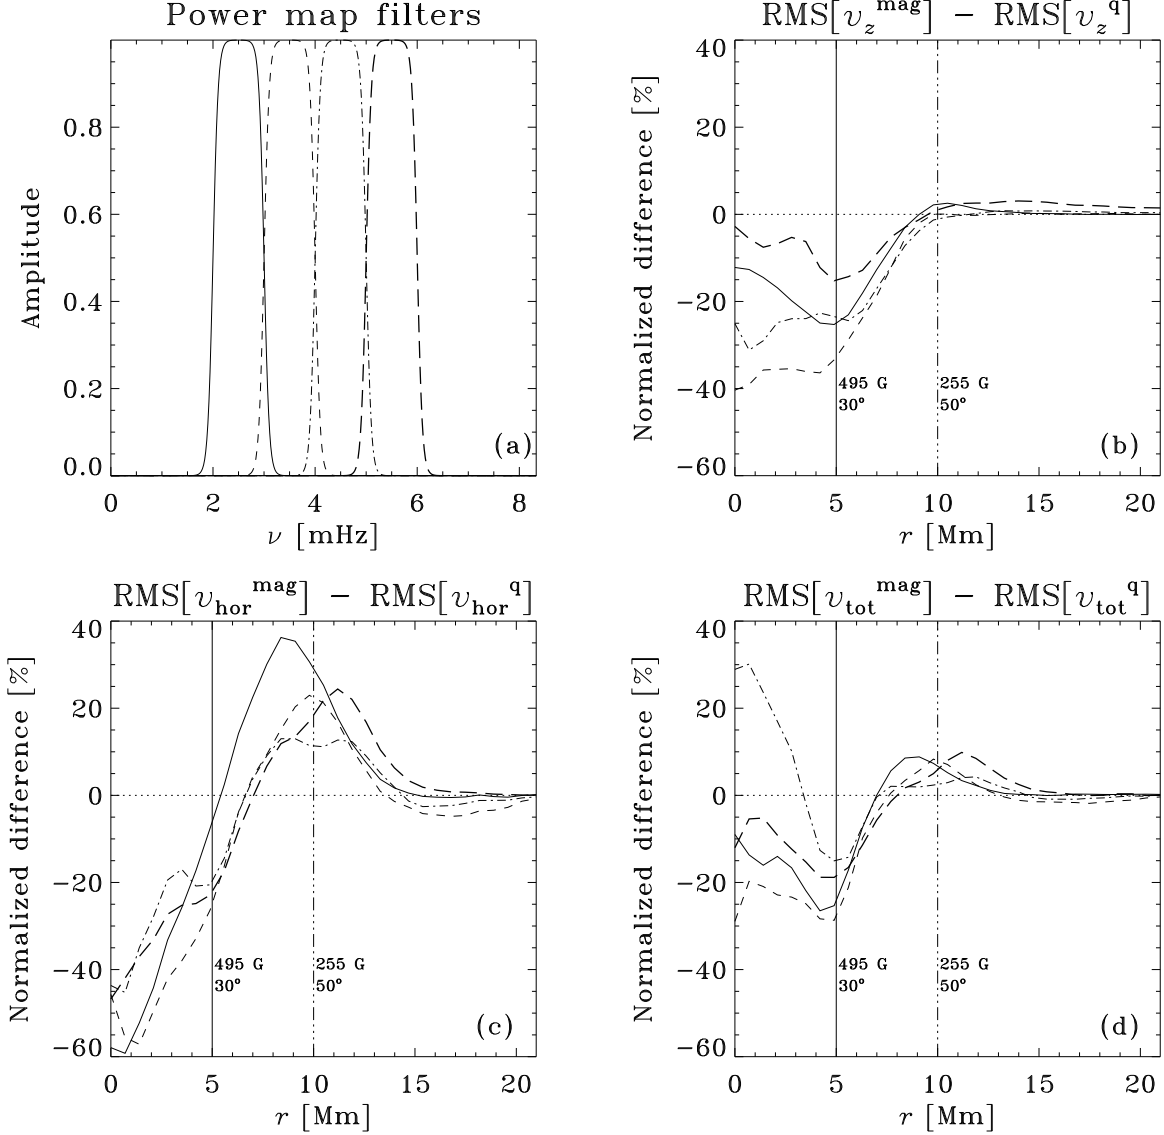 Power map filters
Amplitude
0.8
0.6
0.4
0.2
0.0
0 2 4 6 8
ν [mHz]
(a)
RMS[v_z^mag] − RMS[v_z^q]
Normalized difference [%]
40
20
0
−20
−40
−60
495 G
30°
255 G
50°
(b)
0 5 10 15 20
r [Mm]
RMS[v_hor^mag] − RMS[v_hor^q]
Normalized difference [%]
40
20
0
−20
−40
−60
495 G
30°
255 G
50°
(c)
0 5 10 15 20
r [Mm]
RMS[v_tot^mag] − RMS[v_tot^q]
Normalized difference [%]
40
20
0
−20
−40
−60
495 G
30°
255 G
50°
(d)
0 5 10 15 20
r [Mm]